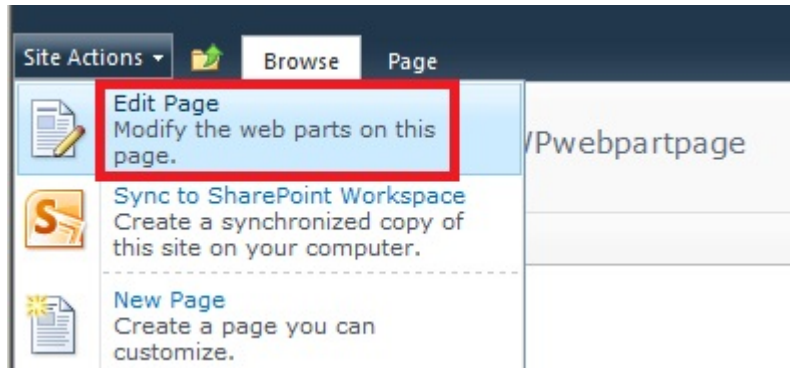 Site Actions Browse Page
Edit Page
Modify the web parts on this
page.
/Pwebpartpage
Sync to SharePoint Workspace
Create a synchronized copy of
this site on your computer.
New Page
Create a page you can
customize.